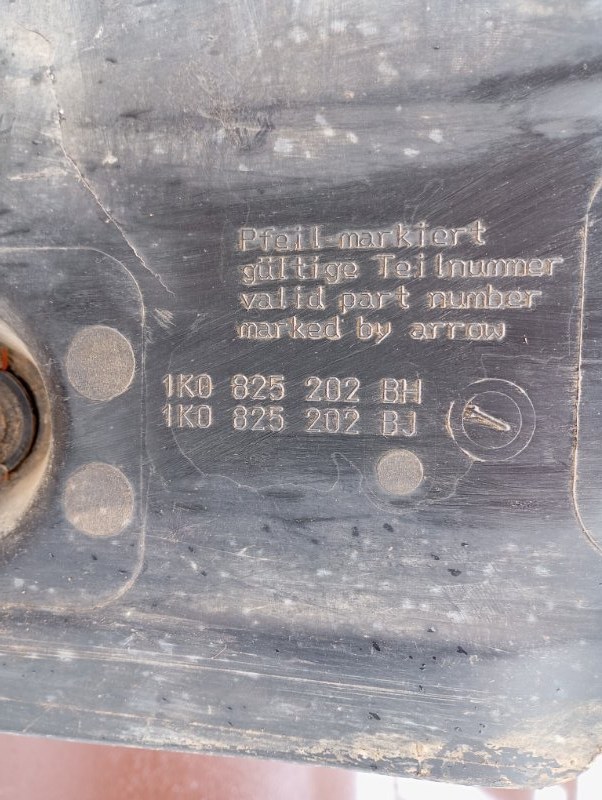 Pfeil-markiert
gültige Teilnummer
valid part number
marked by arrow
1K0 825 202 BH
1K0 825 202 BJ